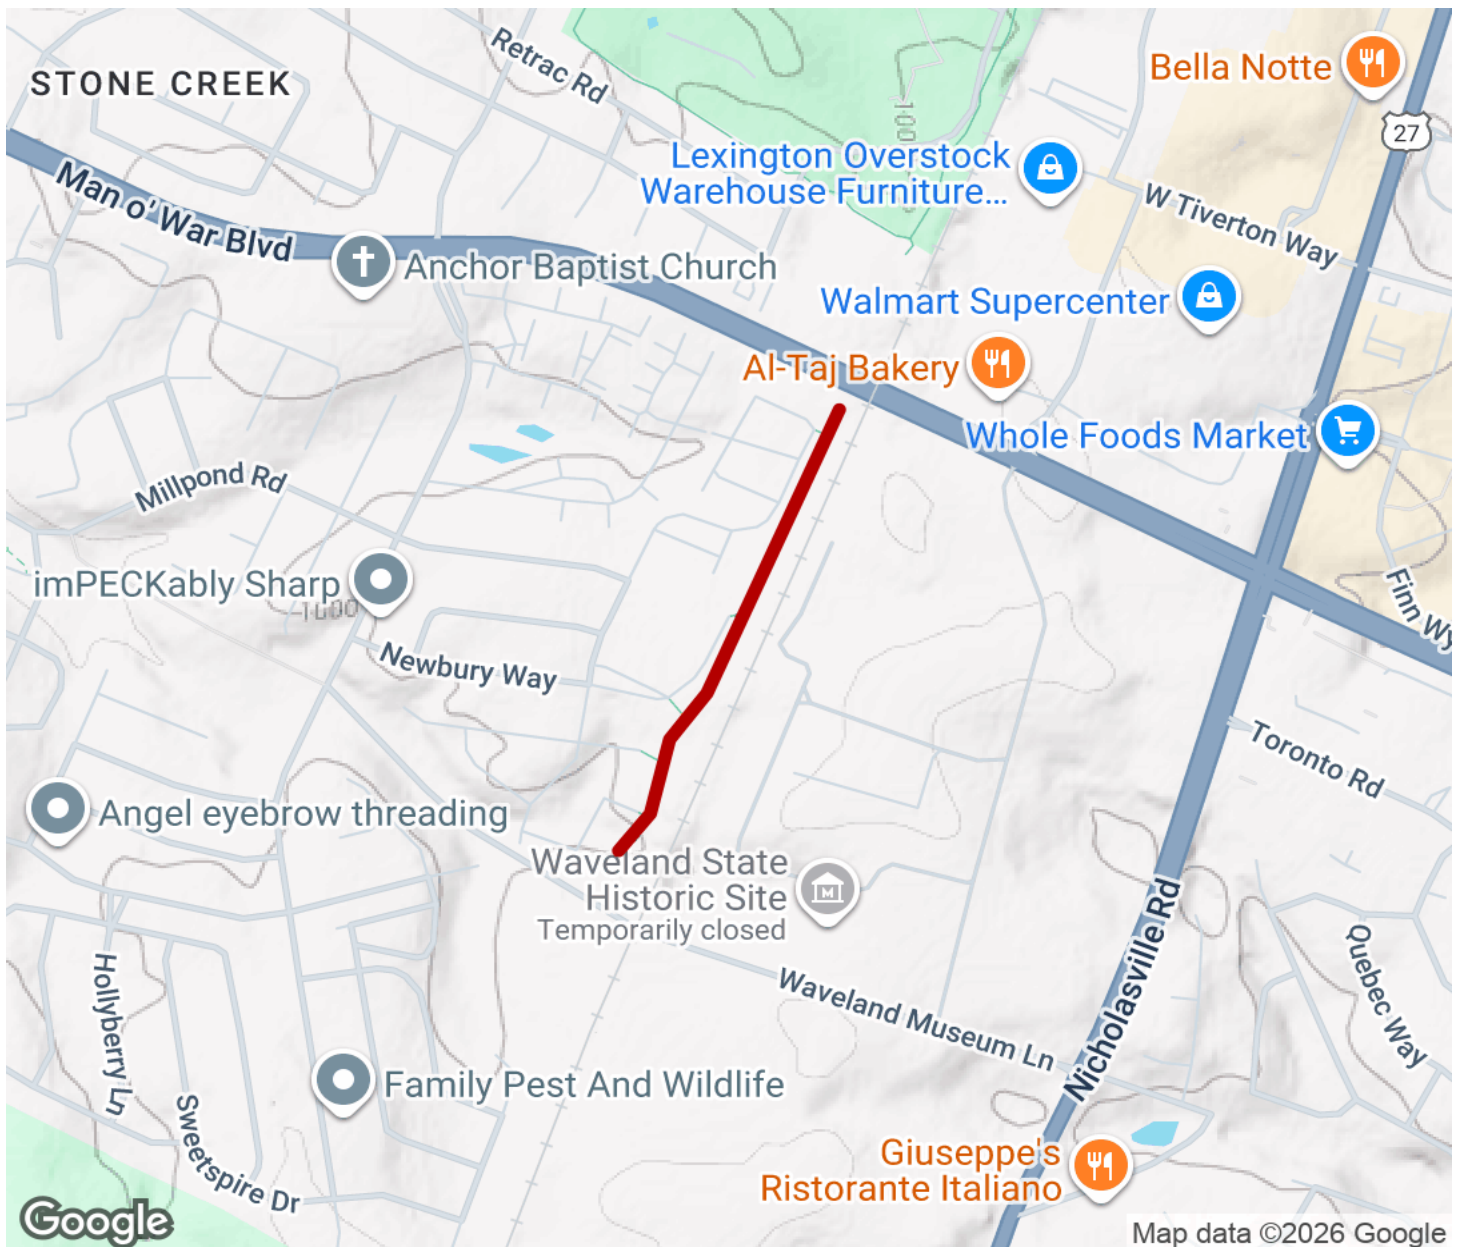 Retrac Rd
STONE CREEK
Bella Notte
27
Lexington Overstock
Warehouse Furniture...
Man o' War Blvd
W Tiverton Way
Anchor Baptist Church
Walmart Supercenter
Al-Taj Bakery
Whole Foods Market
Millpond Rd
imPECKably Sharp
1000
Finn Wy
Newbury Way
Toronto Rd
Angel eyebrow threading
Waveland State
Historic Site
Temporarily closed
Nicholasville Rd
Quebec Way
Hollyberry Ln
Waveland Museum Ln
Family Pest And Wildlife
Sweetspire Dr
Giuseppe's
Ristorante Italiano
Google
Map data ©2026 Google